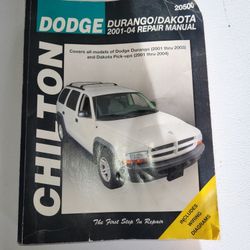 20500
DODGE
DURANGO/DAKOTA
2001-04 REPAIR MANUAL
Covers all models of Dodge Durango (2001 thru 2003)
and Dakota Pick-ups (2001 thru 2004)
CHILTON
INCLUDES
WIRING
DIAGRAMS
The First Step In Repair